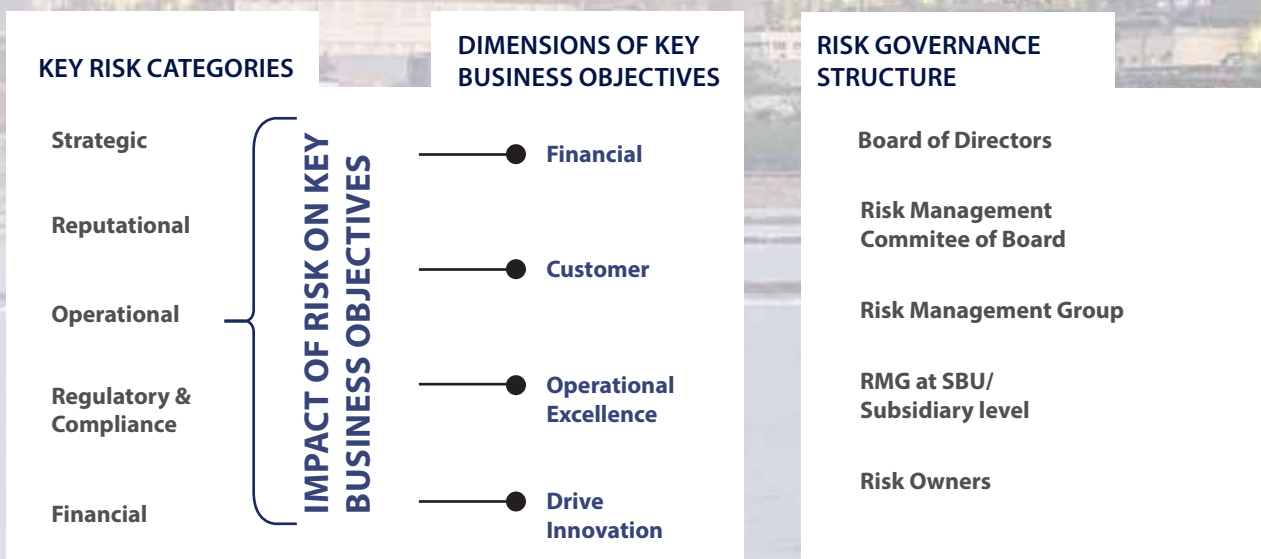 KEY RISK CATEGORIES
Strategic
Reputational
Operational
Regulatory &
Compliance
Financial
IMPACT OF RISK ON KEY
BUSINESS OBJECTIVES
DIMENSIONS OF KEY
BUSINESS OBJECTIVES
Financial
Customer
Operational
Excellence
Drive
Innovation
RISK GOVERNANCE
STRUCTURE
Board of Directors
Risk Management
Commitee of Board
Risk Management Group
RMG at SBU/
Subsidiary level
Risk Owners